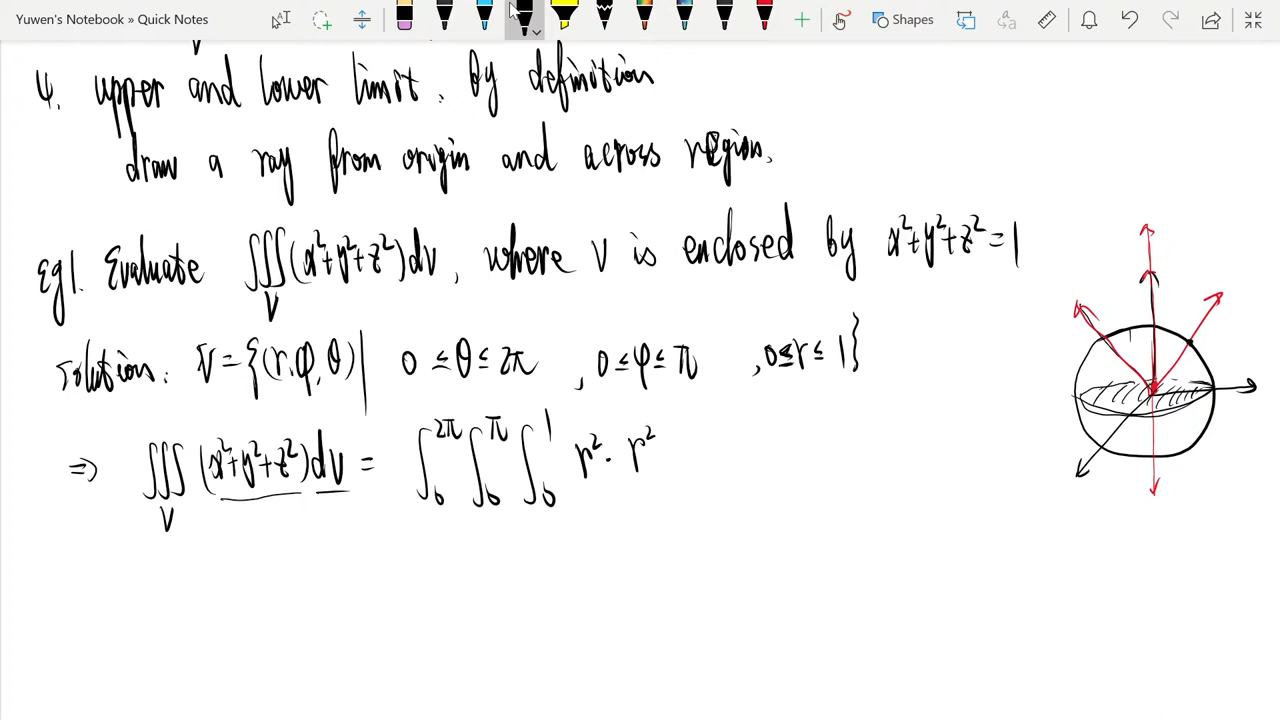 Yuwen's Notebook » Quick Notes Shapes
4. upper and lower limit. by definition
draw a ray from origin and across region.
Eg1. Evaluate ∭_V (x²+y²+z²)dv, where V is enclosed by x²+y²+z²=1
Solution: V={(r,φ,θ)| 0≤θ≤2π, 0≤φ≤π, 0≤r≤1}
⇒ ∭_V (x²+y²+z²)dv = ∫₀^{2π} ∫₀^{π} ∫₀^{1} r²·r²